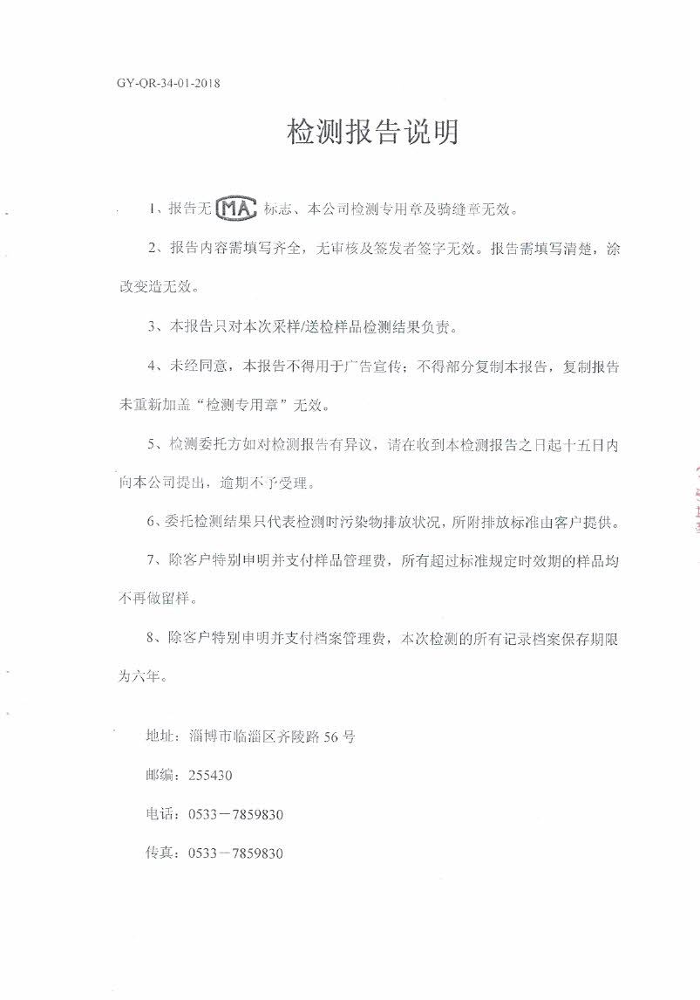 GY-QR-34-01-2018
检测报告说明
1、报告无 MA 标志、本公司检测专用章及骑缝章无效。
2、报告内容需填写齐全，无审核及签发者签字无效。报告需填写清楚，涂
改变造无效。
3、本报告只对本次采样/送检样品检测结果负责。
4、未经同意，本报告不得用于广告宣传；不得部分复制本报告，复制报告
未重新加盖“检测专用章”无效。
5、检测委托方如对检测报告有异议，请在收到本检测报告之日起十五日内
向本公司提出，逾期不予受理。
6、委托检测结果只代表检测时污染物排放状况，所附排放标准由客户提供。
7、除客户特别申明并支付样品管理费，所有超过标准规定时效期的样品均
不再做留样。
8、除客户特别申明并支付档案管理费，本次检测的所有记录档案保存期限
为六年。
地址：淄博市临淄区齐陵路 56 号
邮编：255430
电话：0533－7859830
传真：0533－7859830